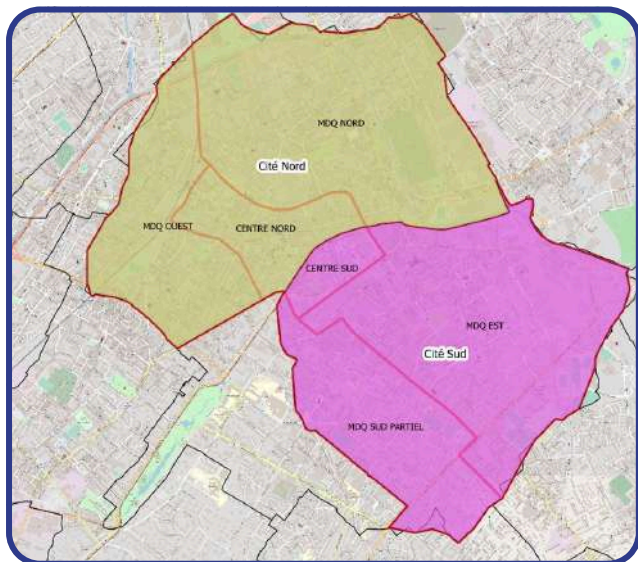 MDQ NORD
Cité Nord
MDQ OUEST
CENTRE NORD
CENTRE SUD
MDQ EST
Cité Sud
MDQ SUD PARTIEL